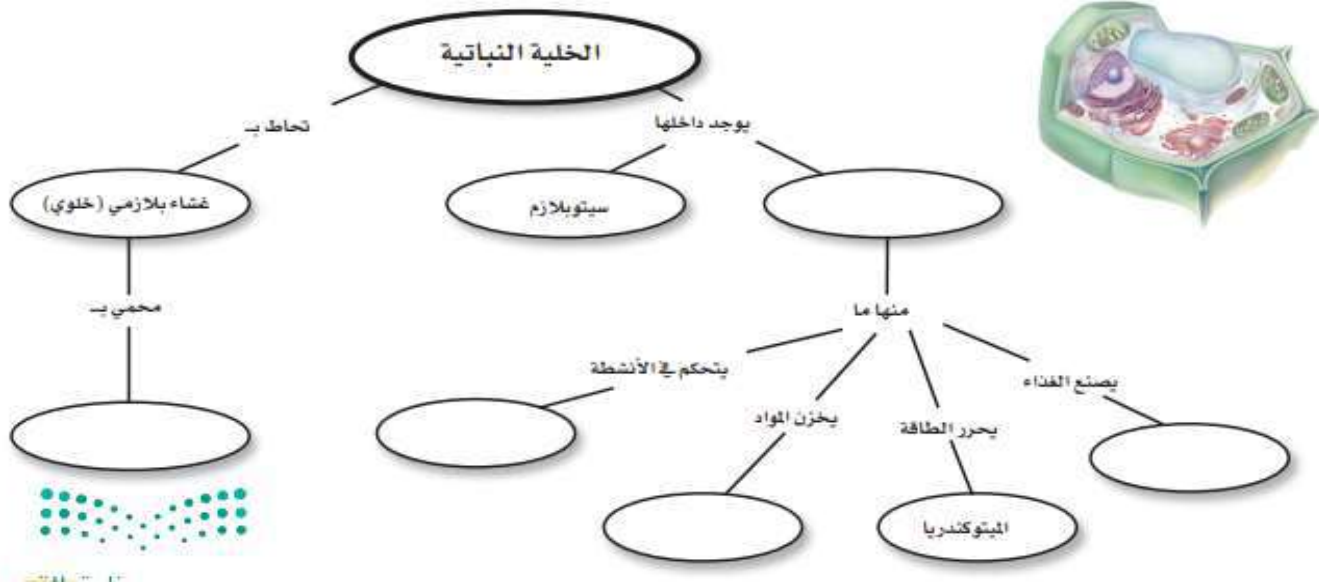 الخلية النباتية
تحاط بـ
يوجد داخلها
غشاء بلازمي (خلوي)
سيتوبلازم
محمي بـ
منها ما
يتحكم في الأنشطة
يخزن المواد
يحرر الطاقة
يصنع الغذاء
الميتوكندريا